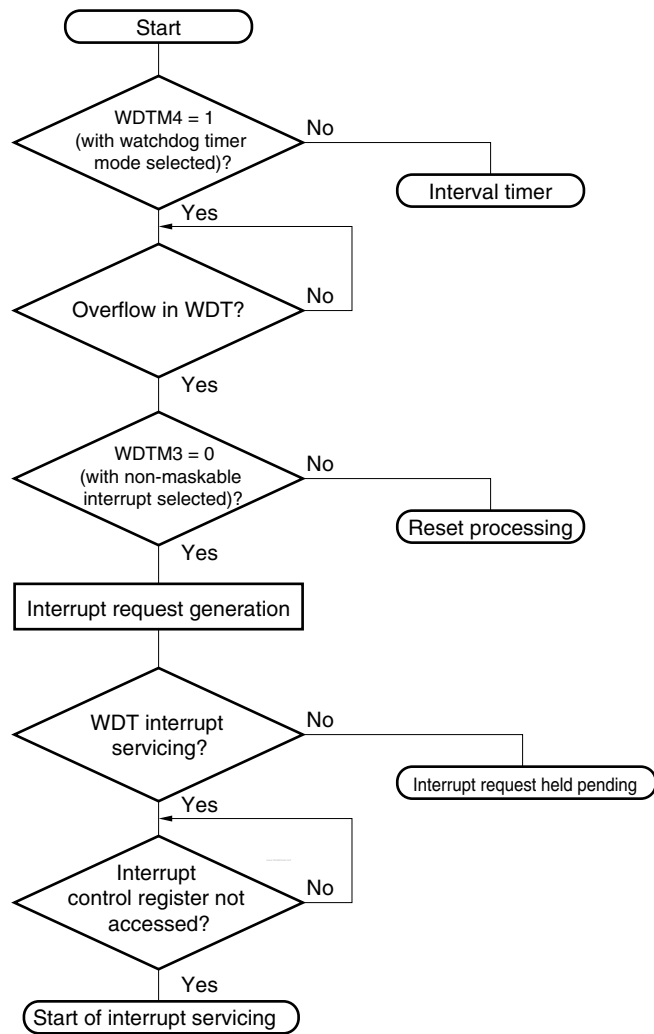 Start
WDTM4 = 1
(with watchdog timer
mode selected)?
No
Interval timer
Yes
Overflow in WDT?
No
Yes
WDTM3 = 0
(with non-maskable
interrupt selected)?
No
Reset processing
Yes
Interrupt request generation
WDT interrupt
servicing?
No
Interrupt request held pending
Yes
Interrupt
control register not
accessed?
No
Yes
Start of interrupt servicing